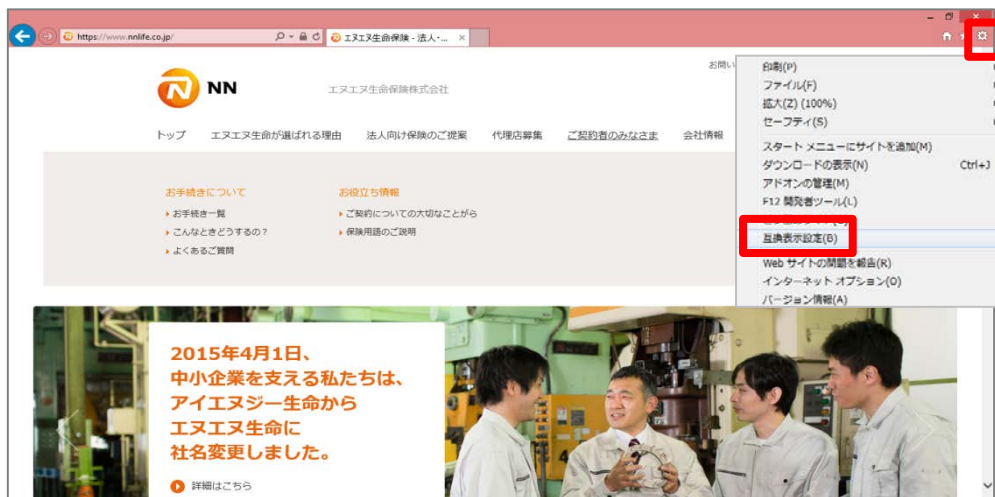 https://www.nnlife.co.jp/
エヌエヌ生命保険 - 法人・...
NN
エヌエヌ生命保険株式会社
お問い
トップ エヌエヌ生命が選ばれる理由 法人向け保険のご提案 代理店募集 ご契約者のみなさま 会社情報
お手続きについて
お手続き一覧
こんなときどうするの？
よくあるご質問
お役立ち情報
ご契約についての大切なことがら
保険用語のご説明
印刷(P)
ファイル(F)
拡大(Z) (100%)
セーフティ(S)
スタート メニューにサイトを追加(M)
ダウンロードの表示(N) Ctrl+J
アドオンの管理(M)
F12 開発者ツール(L)
互換表示設定(B)
Web サイトの問題を報告(R)
インターネット オプション(O)
バージョン情報(A)
2015年4月1日、
中小企業を支える私たちは、
アイエヌジー生命から
エヌエヌ生命に
社名変更しました。
詳細はこちら